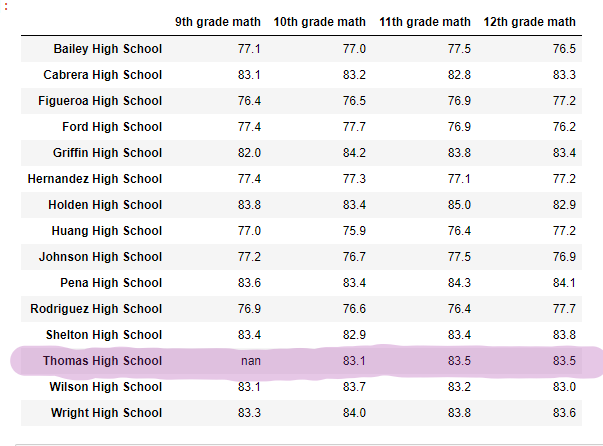 :
9th grade math 10th grade math 11th grade math 12th grade math
Bailey High School 77.1 77.0 77.5 76.5
Cabrera High School 83.1 83.2 82.8 83.3
Figueroa High School 76.4 76.5 76.9 77.2
Ford High School 77.4 77.7 76.9 76.2
Griffin High School 82.0 84.2 83.8 83.4
Hernandez High School 77.4 77.3 77.1 77.2
Holden High School 83.8 83.4 85.0 82.9
Huang High School 77.0 75.9 76.4 77.2
Johnson High School 77.2 76.7 77.5 76.9
Pena High School 83.6 83.4 84.3 84.1
Rodriguez High School 76.9 76.6 76.4 77.7
Shelton High School 83.4 82.9 83.4 83.8
Thomas High School nan 83.1 83.5 83.5
Wilson High School 83.1 83.7 83.2 83.0
Wright High School 83.3 84.0 83.8 83.6